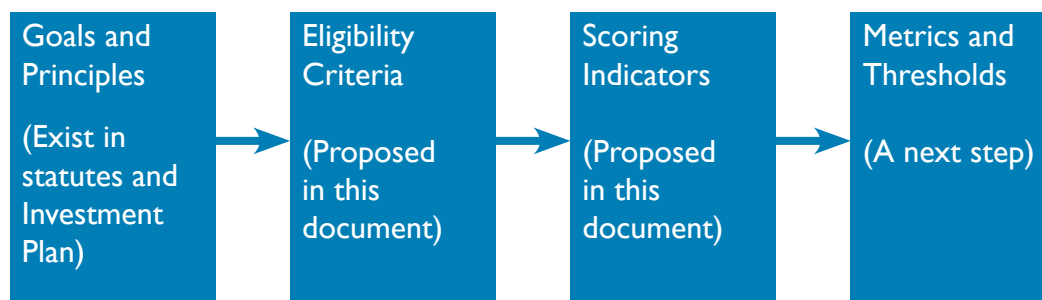 Goals and
Principles
(Exist in
statutes and
Investment
Plan)
Eligibility
Criteria
(Proposed
in this
document)
Scoring
Indicators
(Proposed
in this
document)
Metrics and
Thresholds
(A next step)